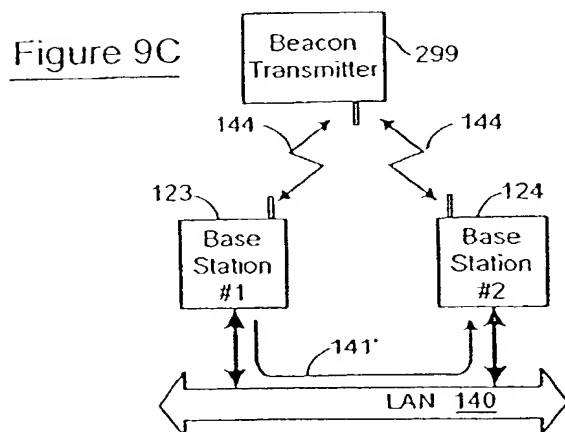 Figure 9C
Beacon
Transmitter
299
144
144
123
124
Base
Station
#1
Base
Station
#2
141'
LAN 140